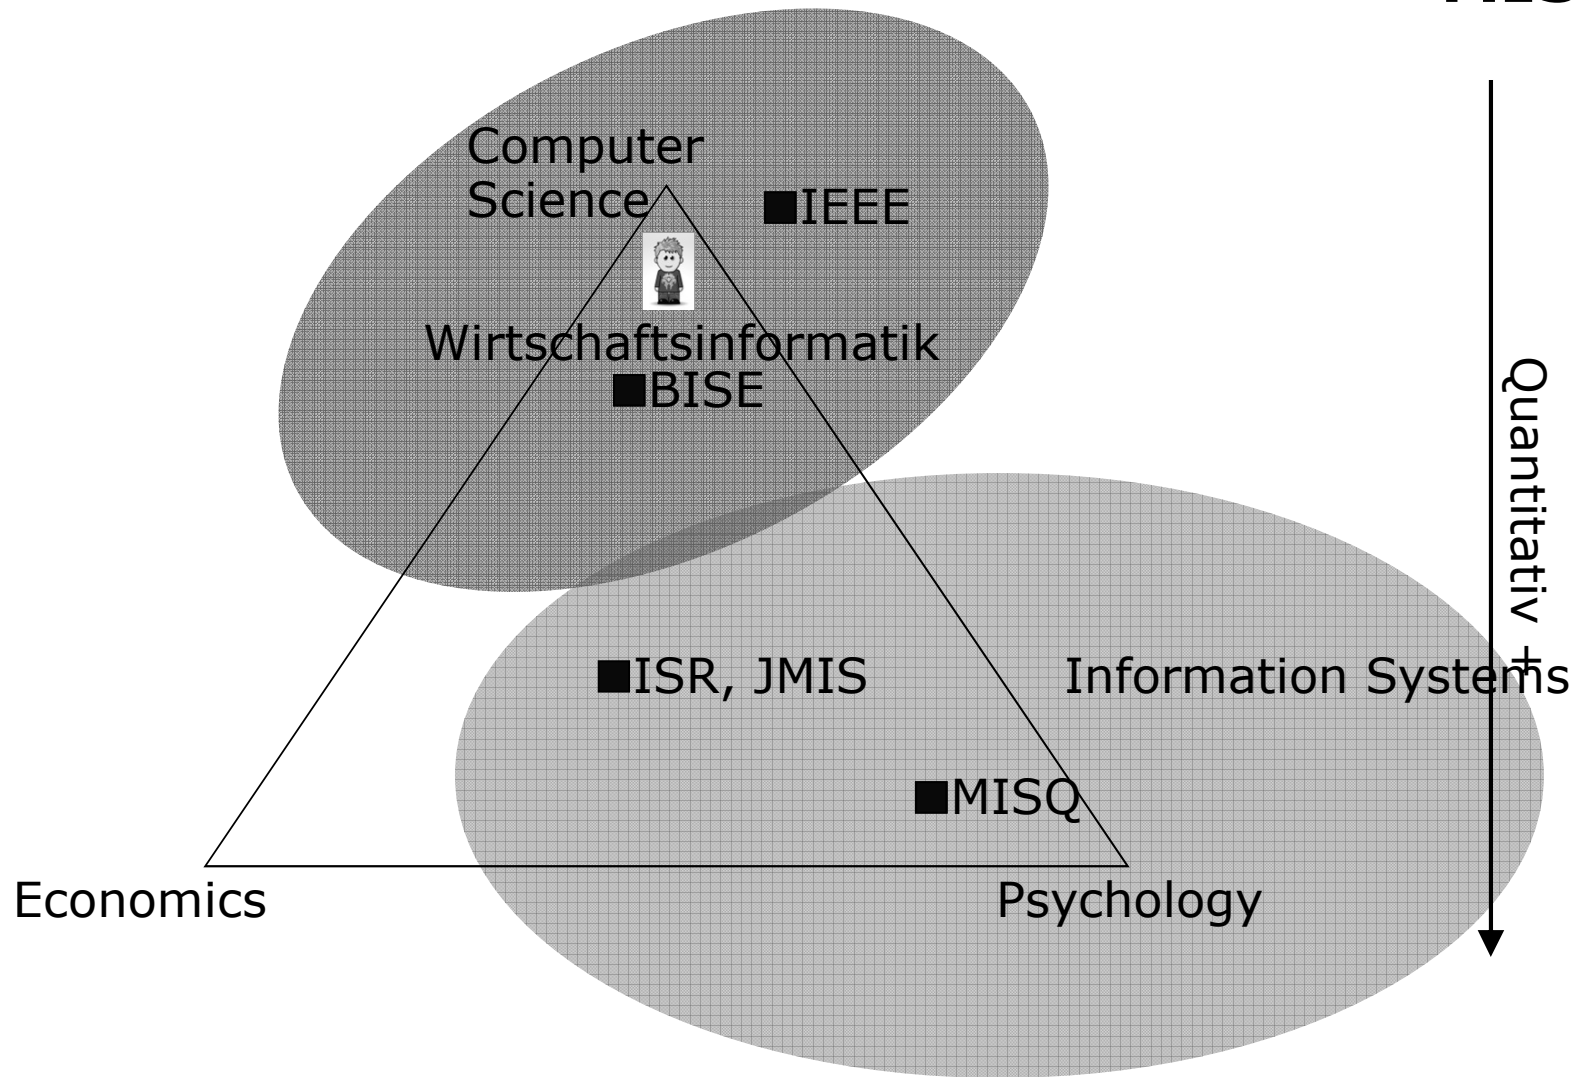 Computer
Science
IEEE
Wirtschaftsinformatik
BISE
Quantitativ +
ISR, JMIS
Information Systems
MISQ
Economics
Psychology